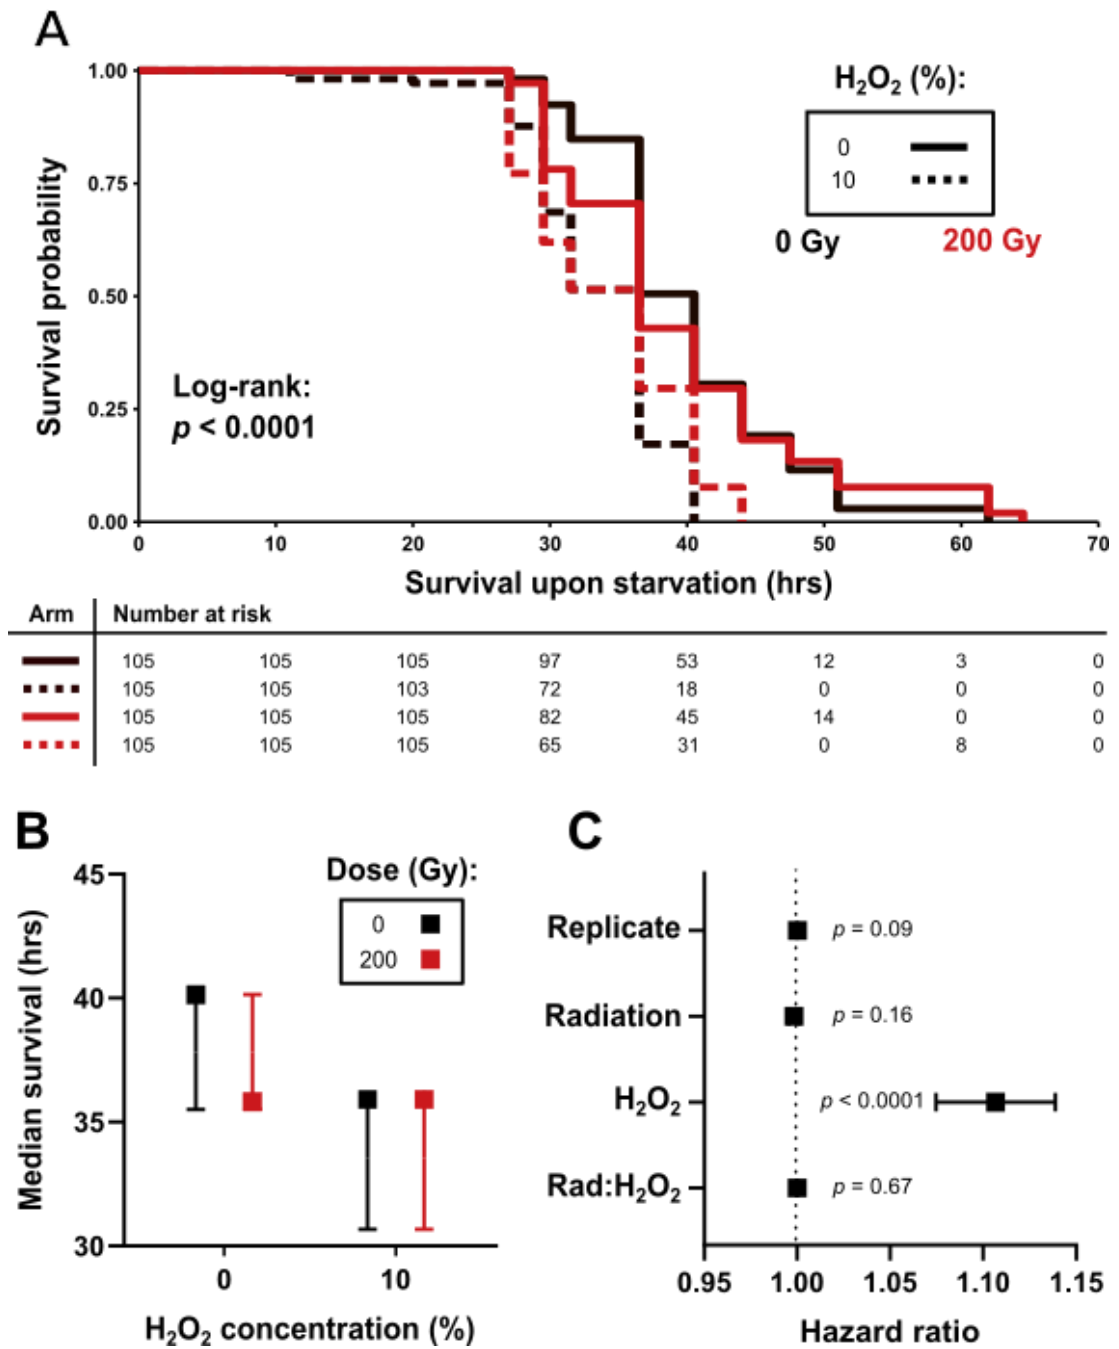 A
H₂O₂ (%):
0
10
0 Gy 200 Gy
Survival probability
1.00
0.75
0.50
0.25
0.00
Log-rank:
p < 0.0001
0 10 20 30 40 50 60 70
Survival upon starvation (hrs)
Arm Number at risk
105 105 105 97 53 12 3 0
105 105 103 72 18 0 0 0
105 105 105 82 45 14 0 0
105 105 105 65 31 0 8 0
B
Dose (Gy):
0
200
Median survival (hrs)
45
40
35
30
0 10
H₂O₂ concentration (%)
C
Replicate p = 0.09
Radiation p = 0.16
H₂O₂ p < 0.0001
Rad:H₂O₂ p = 0.67
0.95 1.00 1.05 1.10 1.15
Hazard ratio